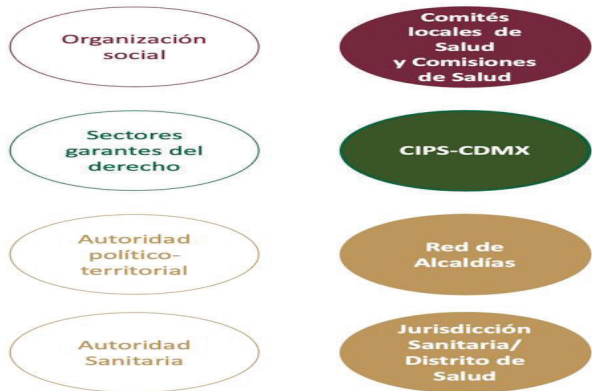 Organización
social
Comités
locales de
Salud
y Comisiones
de Salud
Sectores
garantes del
derecho
CIPS-CDMX
Autoridad
político-
territorial
Red de
Alcaldías
Autoridad
Sanitaria
Jurisdicción
Sanitaria/
Distrito de
Salud